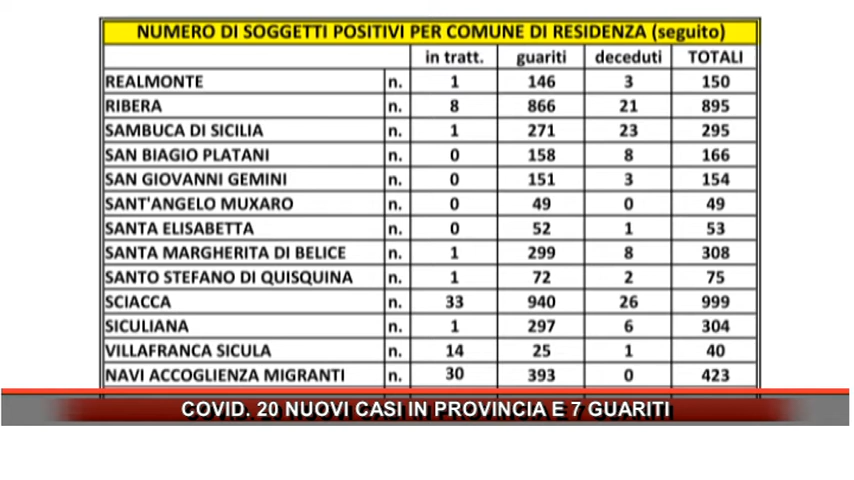 NUMERO DI SOGGETTI POSITIVI PER COMUNE DI RESIDENZA (seguito)
in tratt. guariti deceduti TOTALI
REALMONTE n. 1 146 3 150
RIBERA n. 8 866 21 895
SAMBUCA DI SICILIA n. 1 271 23 295
SAN BIAGIO PLATANI n. 0 158 8 166
SAN GIOVANNI GEMINI n. 0 151 3 154
SANT'ANGELO MUXARO n. 0 49 0 49
SANTA ELISABETTA n. 0 52 1 53
SANTA MARGHERITA DI BELICE n. 1 299 8 308
SANTO STEFANO DI QUISQUINA n. 1 72 2 75
SCIACCA n. 33 940 26 999
SICULIANA n. 1 297 6 304
VILLAFRANCA SICULA n. 14 25 1 40
NAVI ACCOGLIENZA MIGRANTI n. 30 393 0 423
COVID. 20 NUOVI CASI IN PROVINCIA E 7 GUARITI